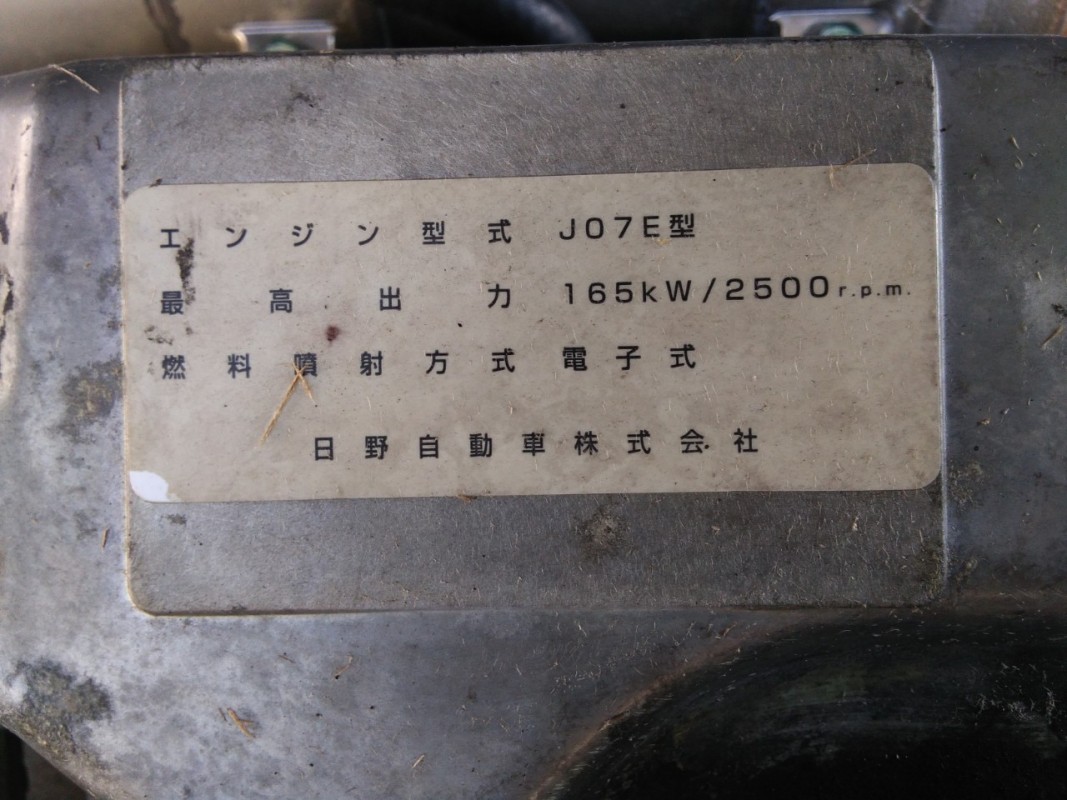 エンジン型式 J07E型
最高出力 165kW/2500r.p.m.
燃料噴射方式 電子式
日野自動車株式会社